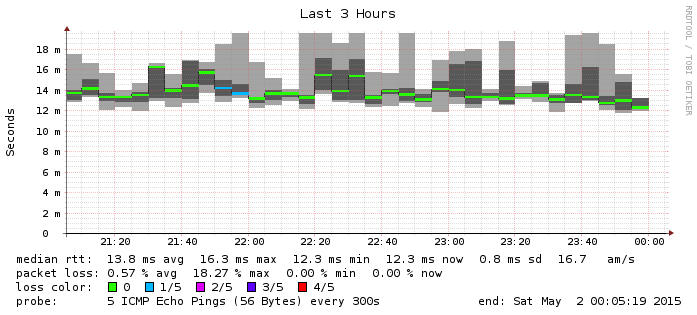 Last 3 Hours
RRDTOOL / TOBI OETIKER
Seconds
18 m
16 m
14 m
12 m
10 m
8 m
6 m
4 m
2 m
0
21:20 21:40 22:00 22:20 22:40 23:00 23:20 23:40 00:00
median rtt: 13.8 ms avg 16.3 ms max 12.3 ms min 12.3 ms now 0.8 ms sd 16.7 am/s
packet loss: 0.57 % avg 18.27 % max 0.00 % min 0.00 % now
loss color: 0 1/5 2/5 3/5 4/5
probe: 5 ICMP Echo Pings (56 Bytes) every 300s end: Sat May 2 00:05:19 2015